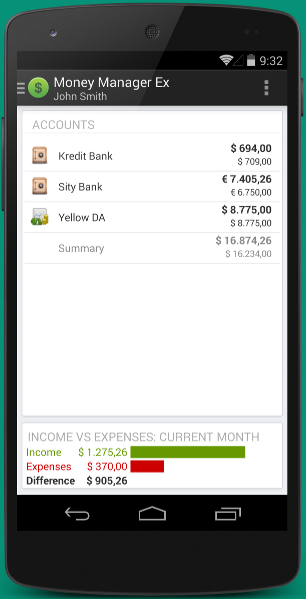 9:32
Money Manager Ex
John Smith
ACCOUNTS
Kredit Bank $ 694,00
$ 709,00
Sity Bank € 7.405,26
€ 6.750,00
Yellow DA $ 8.775,00
$ 8.775,00
Summary $ 16.874,26
$ 16.234,00
INCOME VS EXPENSES: CURRENT MONTH
Income $ 1.275,26
Expenses $ 370,00
Difference $ 905,26